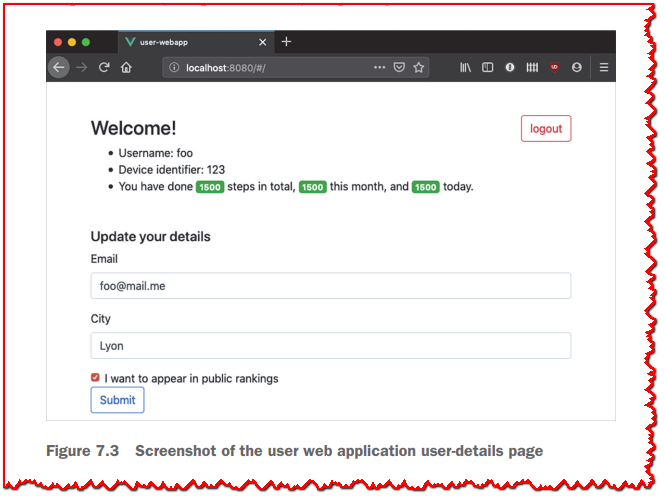 user-webapp
localhost:8080/#/
Welcome!
logout
• Username: foo
• Device identifier: 123
• You have done 1500 steps in total, 1500 this month, and 1500 today.
Update your details
Email
foo@mail.me
City
Lyon
I want to appear in public rankings
Submit
Figure 7.3 Screenshot of the user web application user-details page